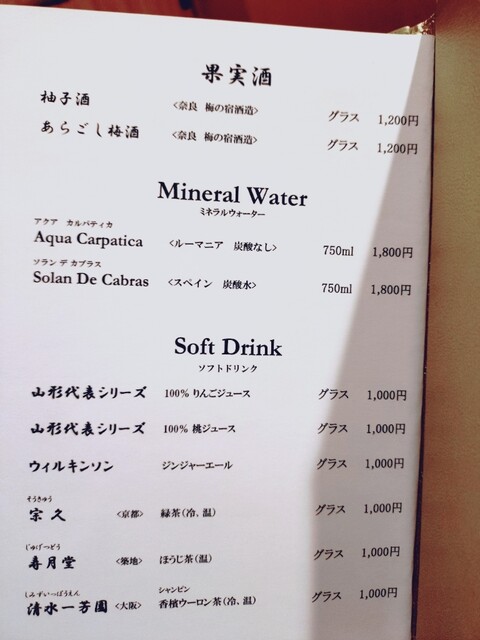 果実酒
柚子酒 <奈良 梅の宿酒造> グラス 1,200円
あらごし梅酒 <奈良 梅の宿酒造> グラス 1,200円
Mineral Water
ミネラルウォーター
アクア カルパティカ
Aqua Carpatica <ルーマニア 炭酸なし> 750ml 1,800円
ソラン デ カブラス
Solan De Cabras <スペイン 炭酸水> 750ml 1,800円
Soft Drink
ソフトドリンク
山形代表シリーズ 100% りんごジュース グラス 1,000円
山形代表シリーズ 100% 桃ジュース グラス 1,000円
ウィルキンソン ジンジャーエール グラス 1,000円
そうきゅう
宗久 <京都> 緑茶(冷、温) グラス 1,000円
じゅげつどう
寿月堂 <築地> ほうじ茶(温) グラス 1,000円
しみずいっぽうえん シャンピン
清水一芳園 <大阪> 香檳ウーロン茶(冷、温) グラス 1,000円